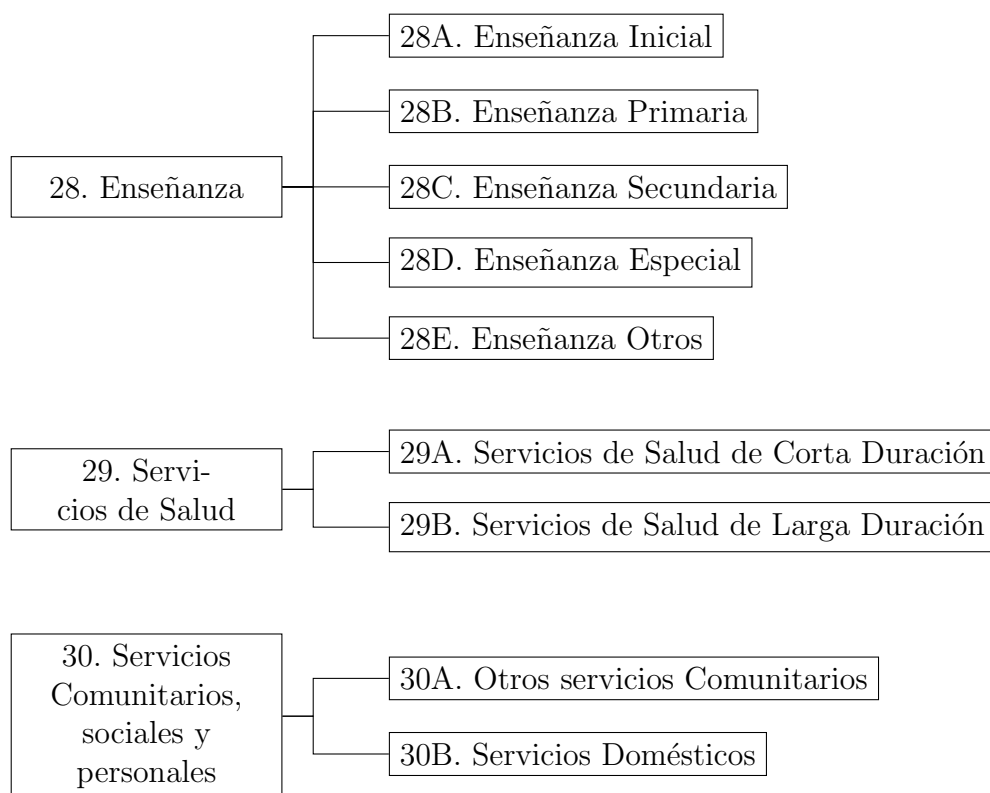 28. Enseñanza
28A. Enseñanza Inicial
28B. Enseñanza Primaria
28C. Enseñanza Secundaria
28D. Enseñanza Especial
28E. Enseñanza Otros
29. Servi-
cios de Salud
29A. Servicios de Salud de Corta Duración
29B. Servicios de Salud de Larga Duración
30. Servicios
Comunitarios,
sociales y
personales
30A. Otros servicios Comunitarios
30B. Servicios Domésticos